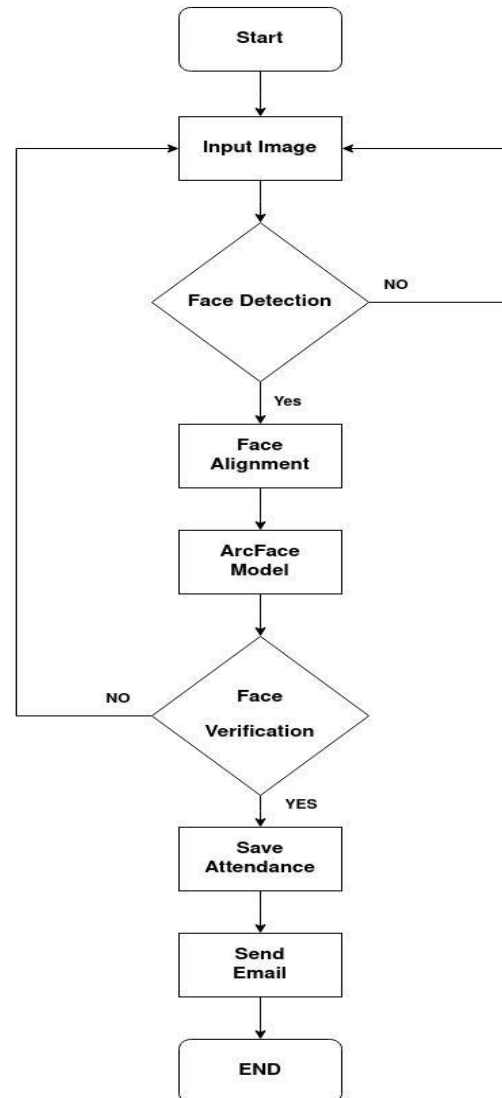 Start
Input Image
Face Detection
NO
Yes
Face
Alignment
ArcFace
Model
NO
Face
Verification
YES
Save
Attendance
Send
Email
END